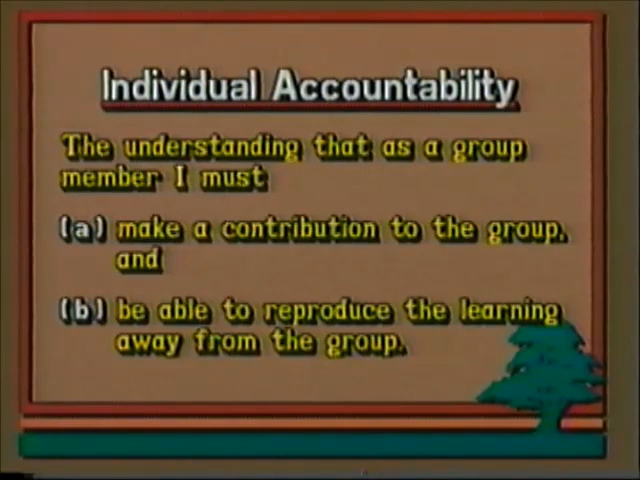 Individual Accountability
The understanding that as a group
member I must
(a) make a contribution to the group,
and
(b) be able to reproduce the learning
away from the group.